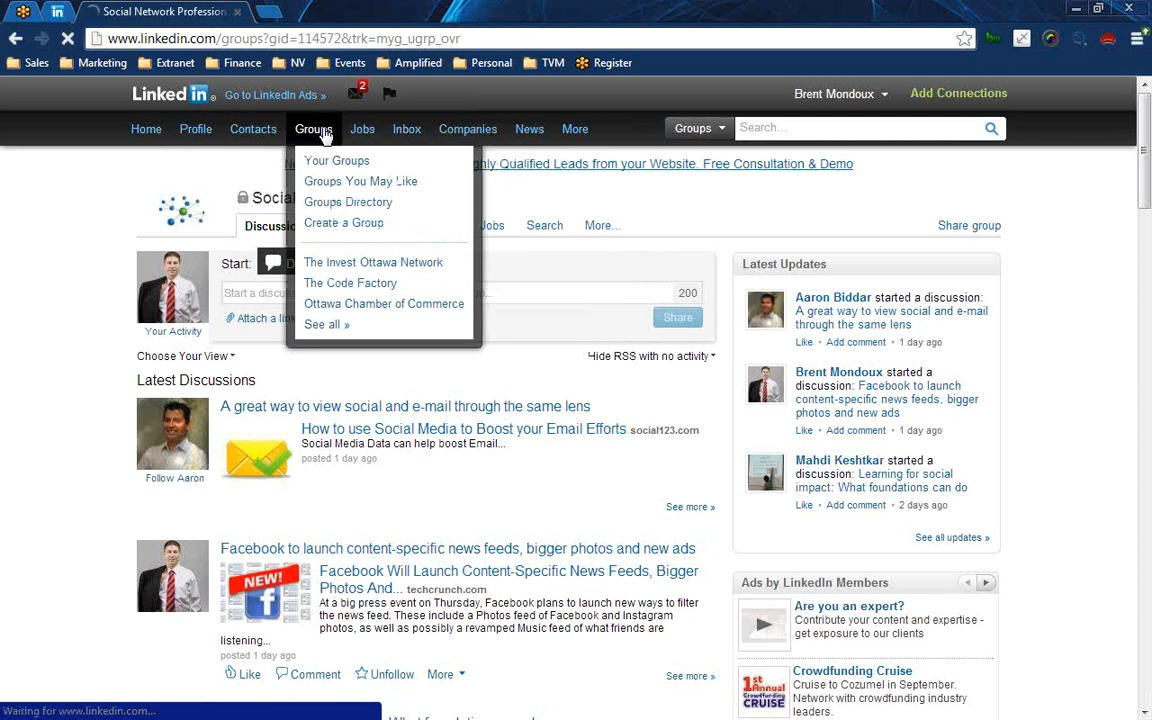 Social Network Profession
www.linkedin.com/groups?gid=114572&trk=myg_ugrp_ovr
Sales Marketing Extranet Finance NV Events Amplified Personal TVM Register
Linked in Go to LinkedIn Ads » 2 Brent Mondoux Add Connections
Home Profile Contacts Groups Jobs Inbox Companies News More Groups Search...
Your Groups
Groups You May Like
Groups Directory
Create a Group
The Invest Ottawa Network
The Code Factory
Ottawa Chamber of Commerce
See all »
Highly Qualified Leads from your Website. Free Consultation & Demo
Social
Discussio Jobs Search More... Share group
Start:
Start a discu 200
Attach a link Share
Your Activity
Choose Your View Hide RSS with no activity
Latest Discussions
A great way to view social and e-mail through the same lens
How to use Social Media to Boost your Email Efforts social123.com
Social Media Data can help boost Email...
posted 1 day ago
Follow Aaron
See more »
Facebook to launch content-specific news feeds, bigger photos and new ads
NEW!
Facebook Will Launch Content-Specific News Feeds, Bigger
Photos And... techcrunch.com
At a big press event on Thursday, Facebook plans to launch new ways to filter
the news feed. These include a Photos feed of Facebook and Instagram
photos, as well as possibly a revamped Music feed of what friends are
listening...
posted 1 day ago
Like Comment Unfollow More See more »
Latest Updates
Aaron Biddar started a discussion:
A great way to view social and e-mail
through the same lens
Like • Add comment • 1 day ago
Brent Mondoux started a
discussion: Facebook to launch
content-specific news feeds, bigger
photos and new ads
Like • Add comment • 1 day ago
Mahdi Keshtkar started a
discussion: Learning for social
impact: What foundations can do
Like • Add comment • 2 days ago
See all updates »
Ads by LinkedIn Members
Are you an expert?
Contribute your content and expertise -
get exposure to our clients
1st Annual
CROWDFUNDING
CRUISE
Crowdfunding Cruise
Cruise to Cozumel in September.
Network with crowdfunding industry
leaders.
Waiting for www.linkedin.com...